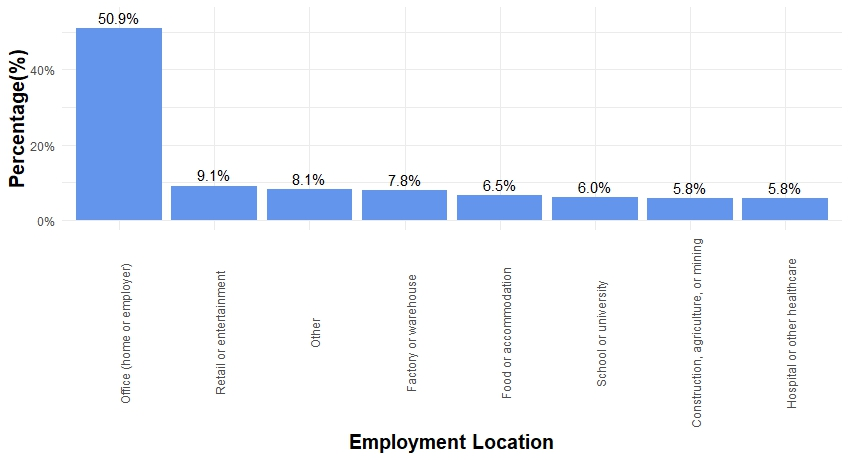 50.9%
9.1%
8.1%
7.8%
6.5%
6.0%
5.8%
5.8%
Percentage(%)
40%
20%
0%
Office (home or employer)
Retail or entertainment
Other
Factory or warehouse
Food or accommodation
School or university
Construction, agriculture, or mining
Hospital or other healthcare
Employment Location